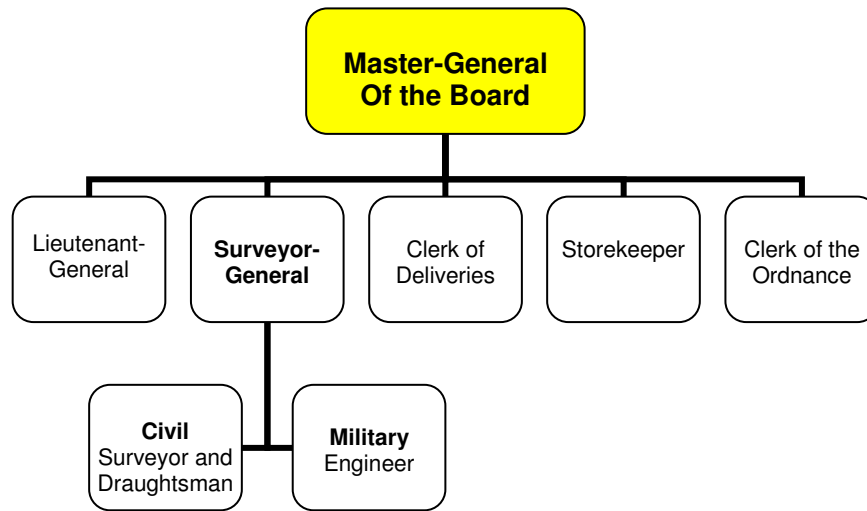 Master-General
Of the Board
Lieutenant-
General
Surveyor-
General
Clerk of
Deliveries
Storekeeper
Clerk of the
Ordnance
Civil
Surveyor and
Draughtsman
Military
Engineer